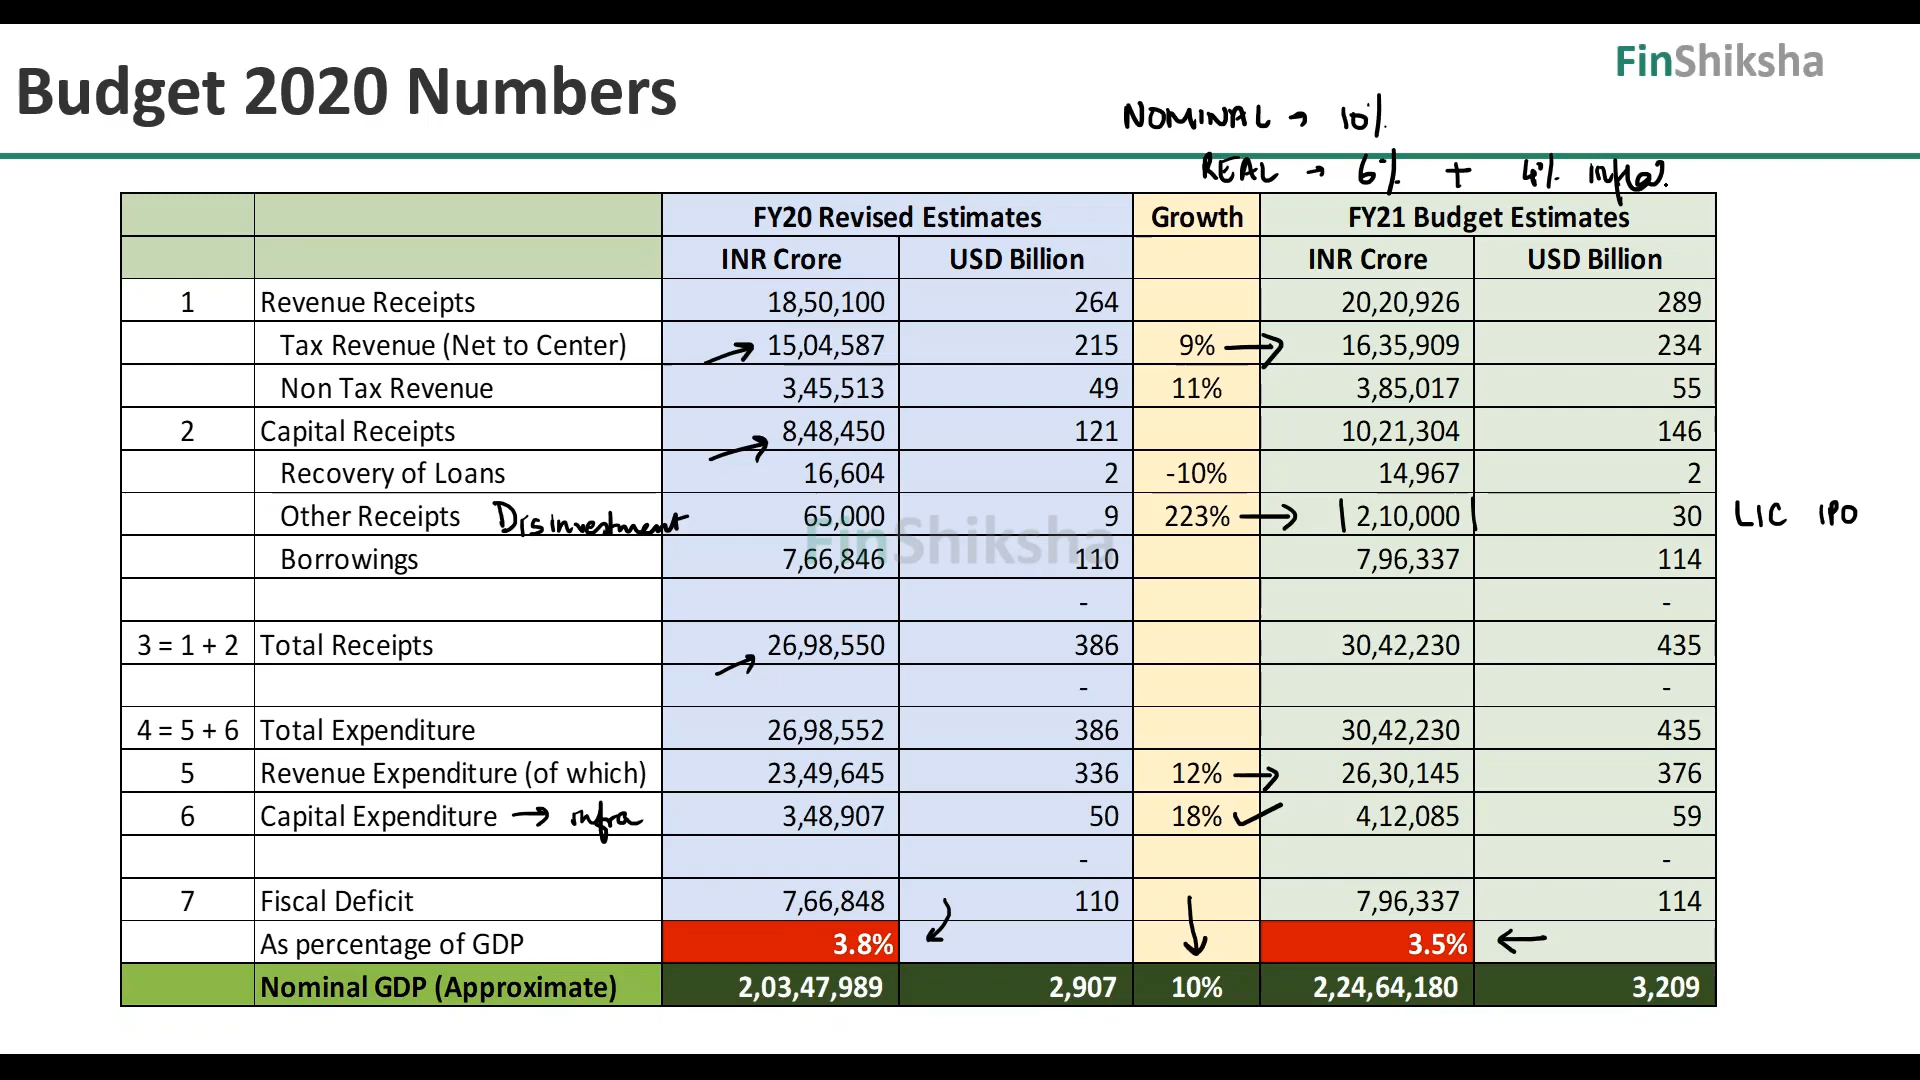 FinShiksha
Budget 2020 Numbers
NOMINAL → 10%
REAL → 6% + 4% infla.
FY20 Revised Estimates Growth FY21 Budget Estimates
INR Crore USD Billion INR Crore USD Billion
1 Revenue Receipts 18,50,100 264 20,20,926 289
Tax Revenue (Net to Center) 15,04,587 215 9% 16,35,909 234
Non Tax Revenue 3,45,513 49 11% 3,85,017 55
2 Capital Receipts 8,48,450 121 10,21,304 146
Recovery of Loans 16,604 2 -10% 14,967 2
Other Receipts Disinvestment 65,000 9 223% 2,10,000 30 LIC IPO
FinShiksha
Borrowings 7,66,846 110 7,96,337 114
- -
3 = 1 + 2 Total Receipts 26,98,550 386 30,42,230 435
- -
4 = 5 + 6 Total Expenditure 26,98,552 386 30,42,230 435
5 Revenue Expenditure (of which) 23,49,645 336 12% 26,30,145 376
6 Capital Expenditure → infra 3,48,907 50 18% 4,12,085 59
- -
7 Fiscal Deficit 7,66,848 110 7,96,337 114
As percentage of GDP 3.8% 3.5%
Nominal GDP (Approximate) 2,03,47,989 2,907 10% 2,24,64,180 3,209